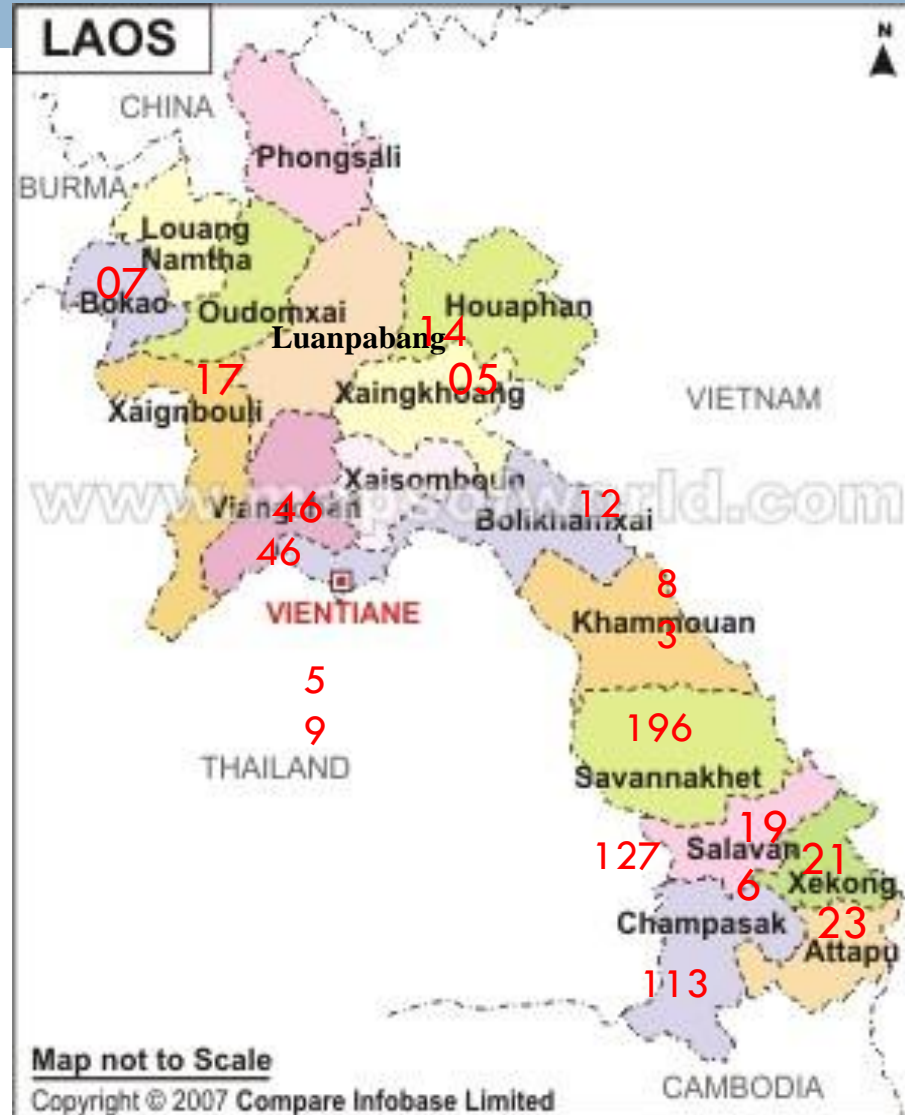 LAOS
N
CHINA
Phongsali
BURMA
Louang
Namtha
07
Bokao
Oudomxai
Houaphan
Luanpabang
14
17
05
Xaingkhoang
Xaignbouli
VIETNAM
www.mapsofworld.com
Xaisomboun
Viangchan
46
12
Bolikhamxai
46
VIENTIANE
8
3
Khammouan
5
9
THAILAND
196
Savannakhet
19
127
Salavan
21
6
Xekong
Champasak
23
Attapu
113
Map not to Scale
CAMBODIA
Copyright © 2007 Compare Infobase Limited